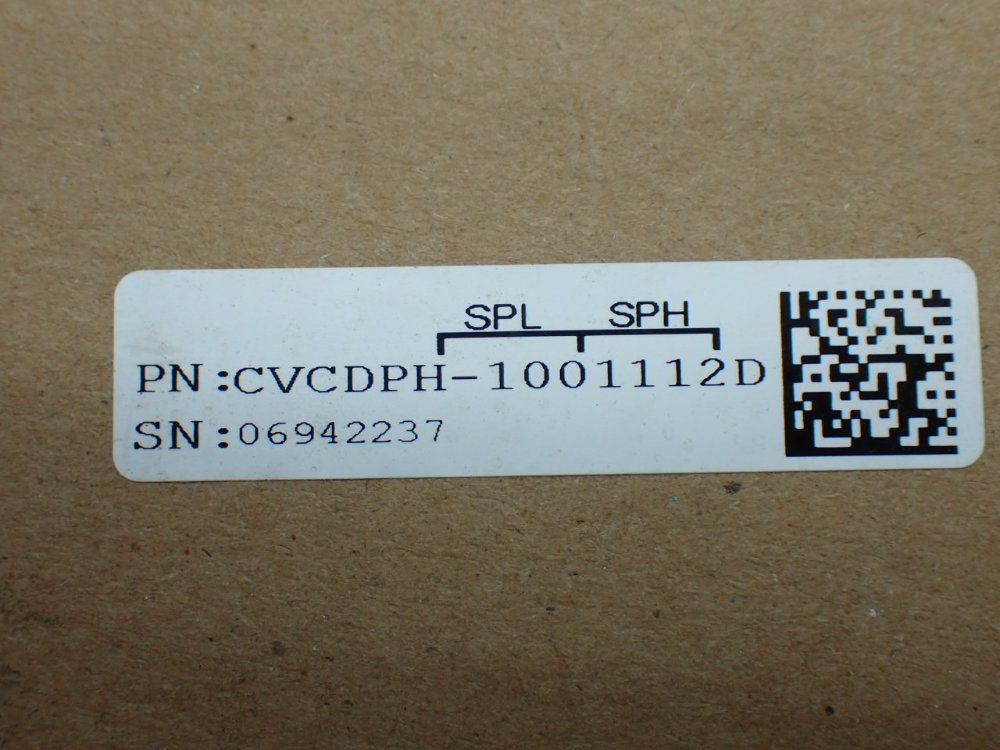 SPL SPH
PN:CVCDPH-1001112D
SN:06942237